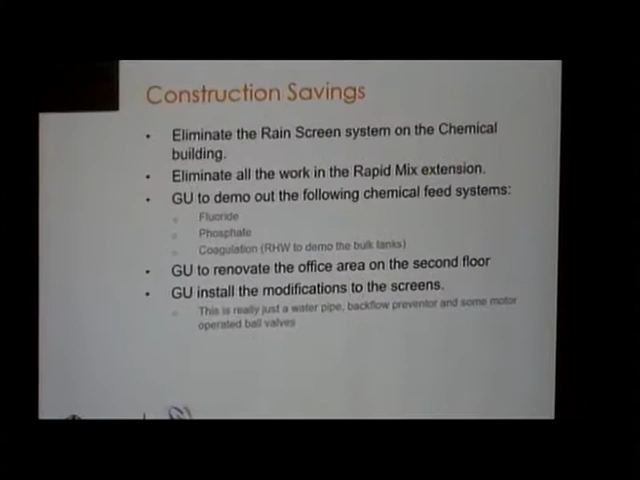 Construction Savings
• Eliminate the Rain Screen system on the Chemical
building.
• Eliminate all the work in the Rapid Mix extension.
• GU to demo out the following chemical feed systems:
Fluoride
Phosphate
Coagulation (RHW to demo the bulk tanks)
• GU to renovate the office area on the second floor
• GU install the modifications to the screens.
This is really just a water pipe, backflow preventor and some motor
operated ball valves